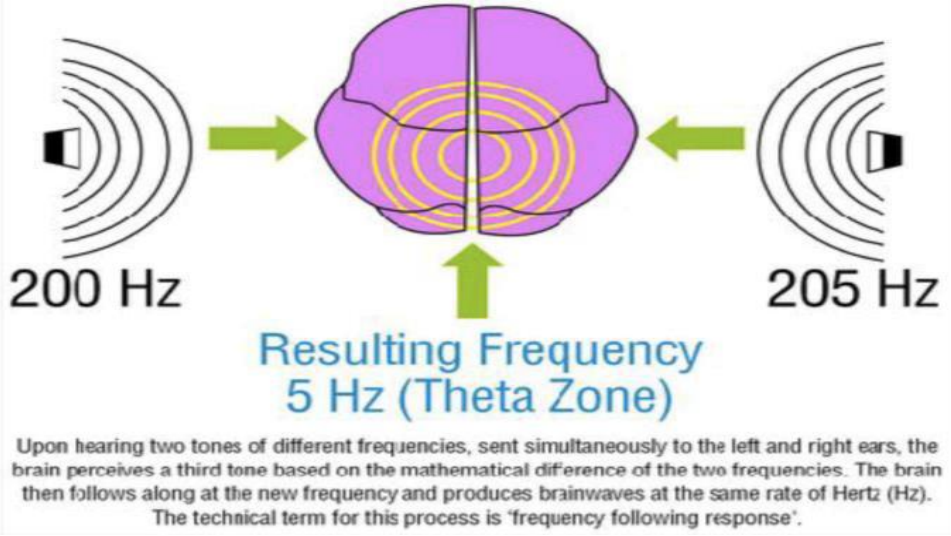 200 Hz
205 Hz
Resulting Frequency
5 Hz (Theta Zone)
Upon hearing two tones of different frequencies, sent simultaneously to the left and right ears, the
brain perceives a third tone based on the mathematical difference of the two frequencies. The brain
then follows along at the new frequency and produces brainwaves at the same rate of Hertz (Hz).
The technical term for this process is 'frequency following response'.